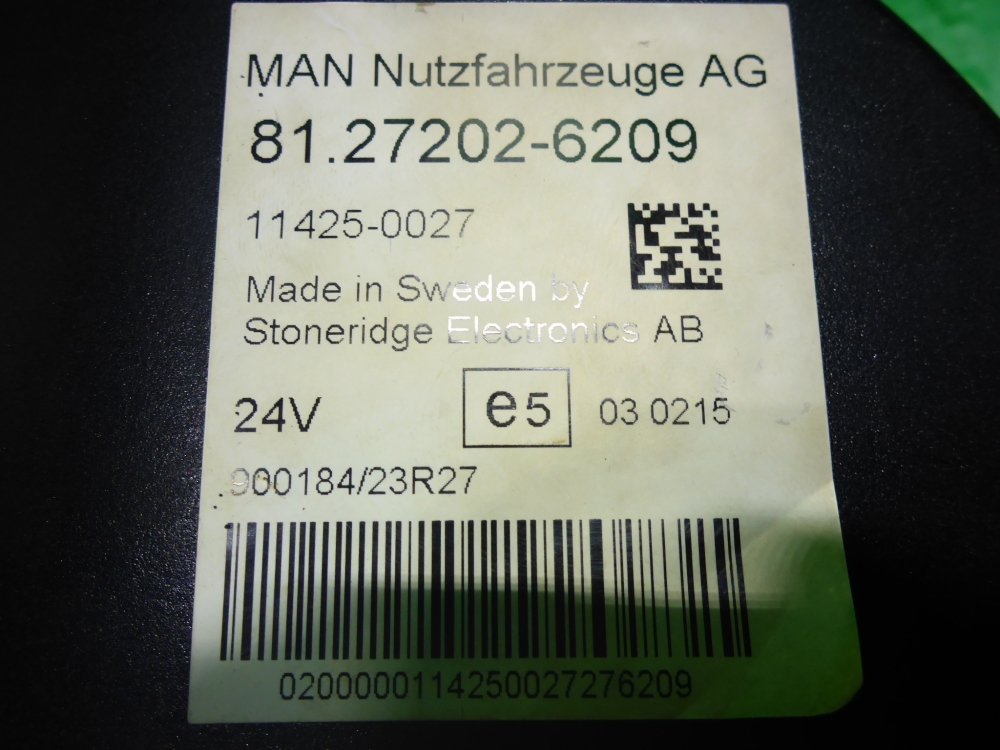 MAN Nutzfahrzeuge AG
81.27202-6209
11425-0027
Made in Sweden by
Stoneridge Electronics AB
24V e5 03 0215
900184/23R27
0200000114250027276209